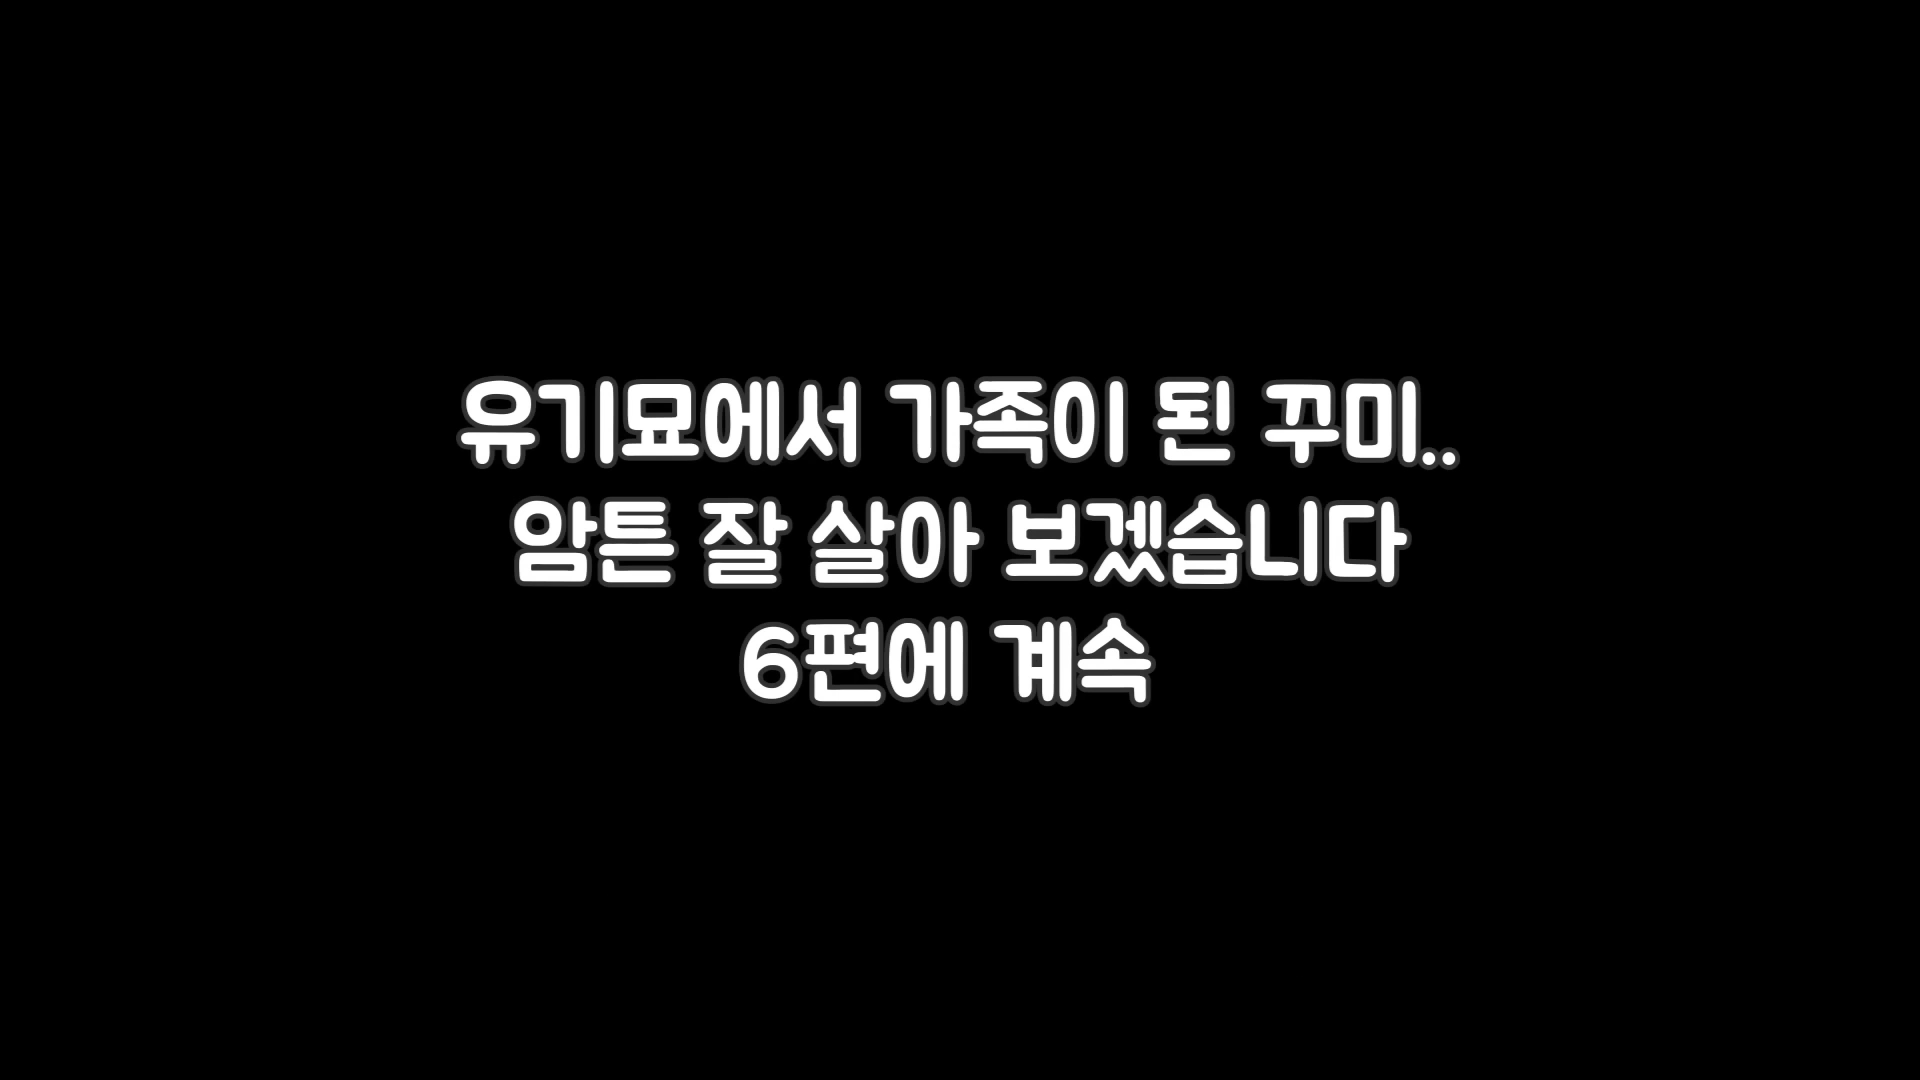 유기묘에서 가족이 된 꾸미..
암튼 잘 살아 보겠습니다
6편에 계속